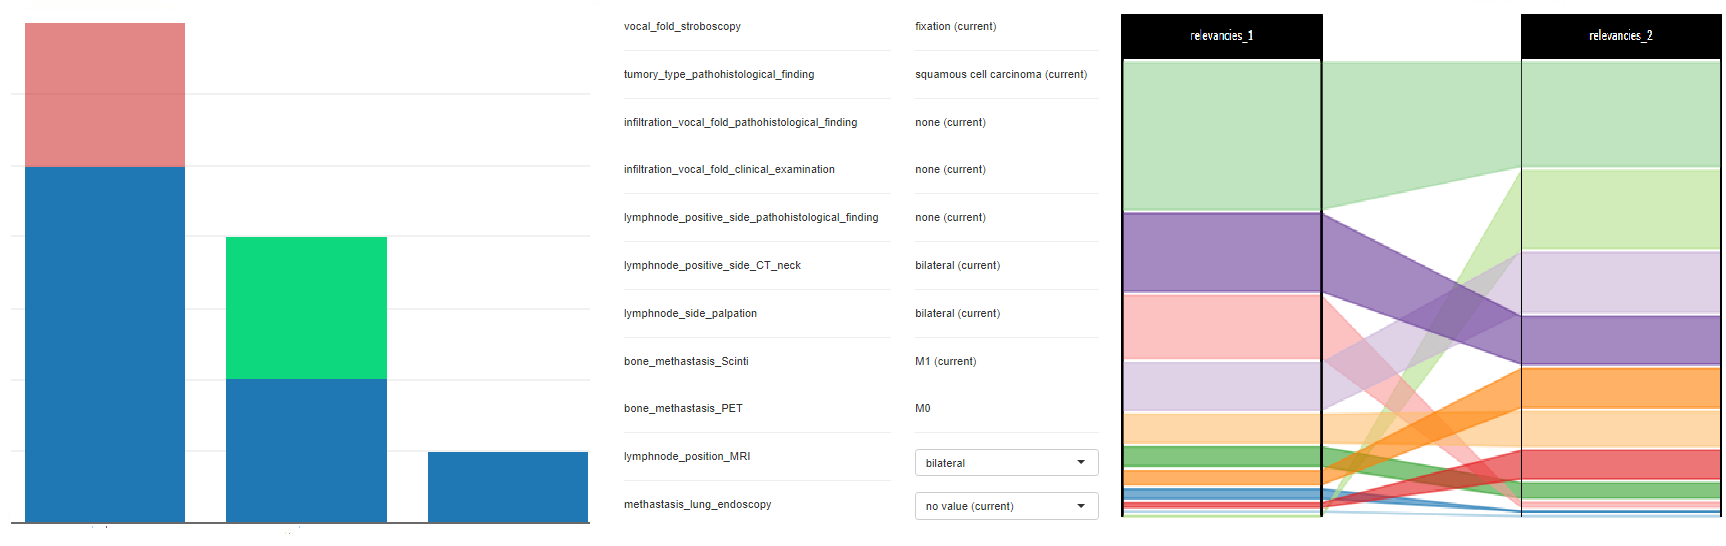 vocal_fold_stroboscopy fixation (current)
tumory_type_pathohistological_finding squamous cell carcinoma (current)
infiltration_vocal_fold_pathohistological_finding none (current)
infiltration_vocal_fold_clinical_examination none (current)
lymphnode_positive_side_pathohistological_finding none (current)
lymphnode_positive_side_CT_neck bilateral (current)
lymphnode_side_palpation bilateral (current)
bone_methastasis_Scinti M1 (current)
bone_methastasis_PET M0
lymphnode_position_MRI bilateral
methastasis_lung_endoscopy no value (current)
relevancies_1 relevancies_2